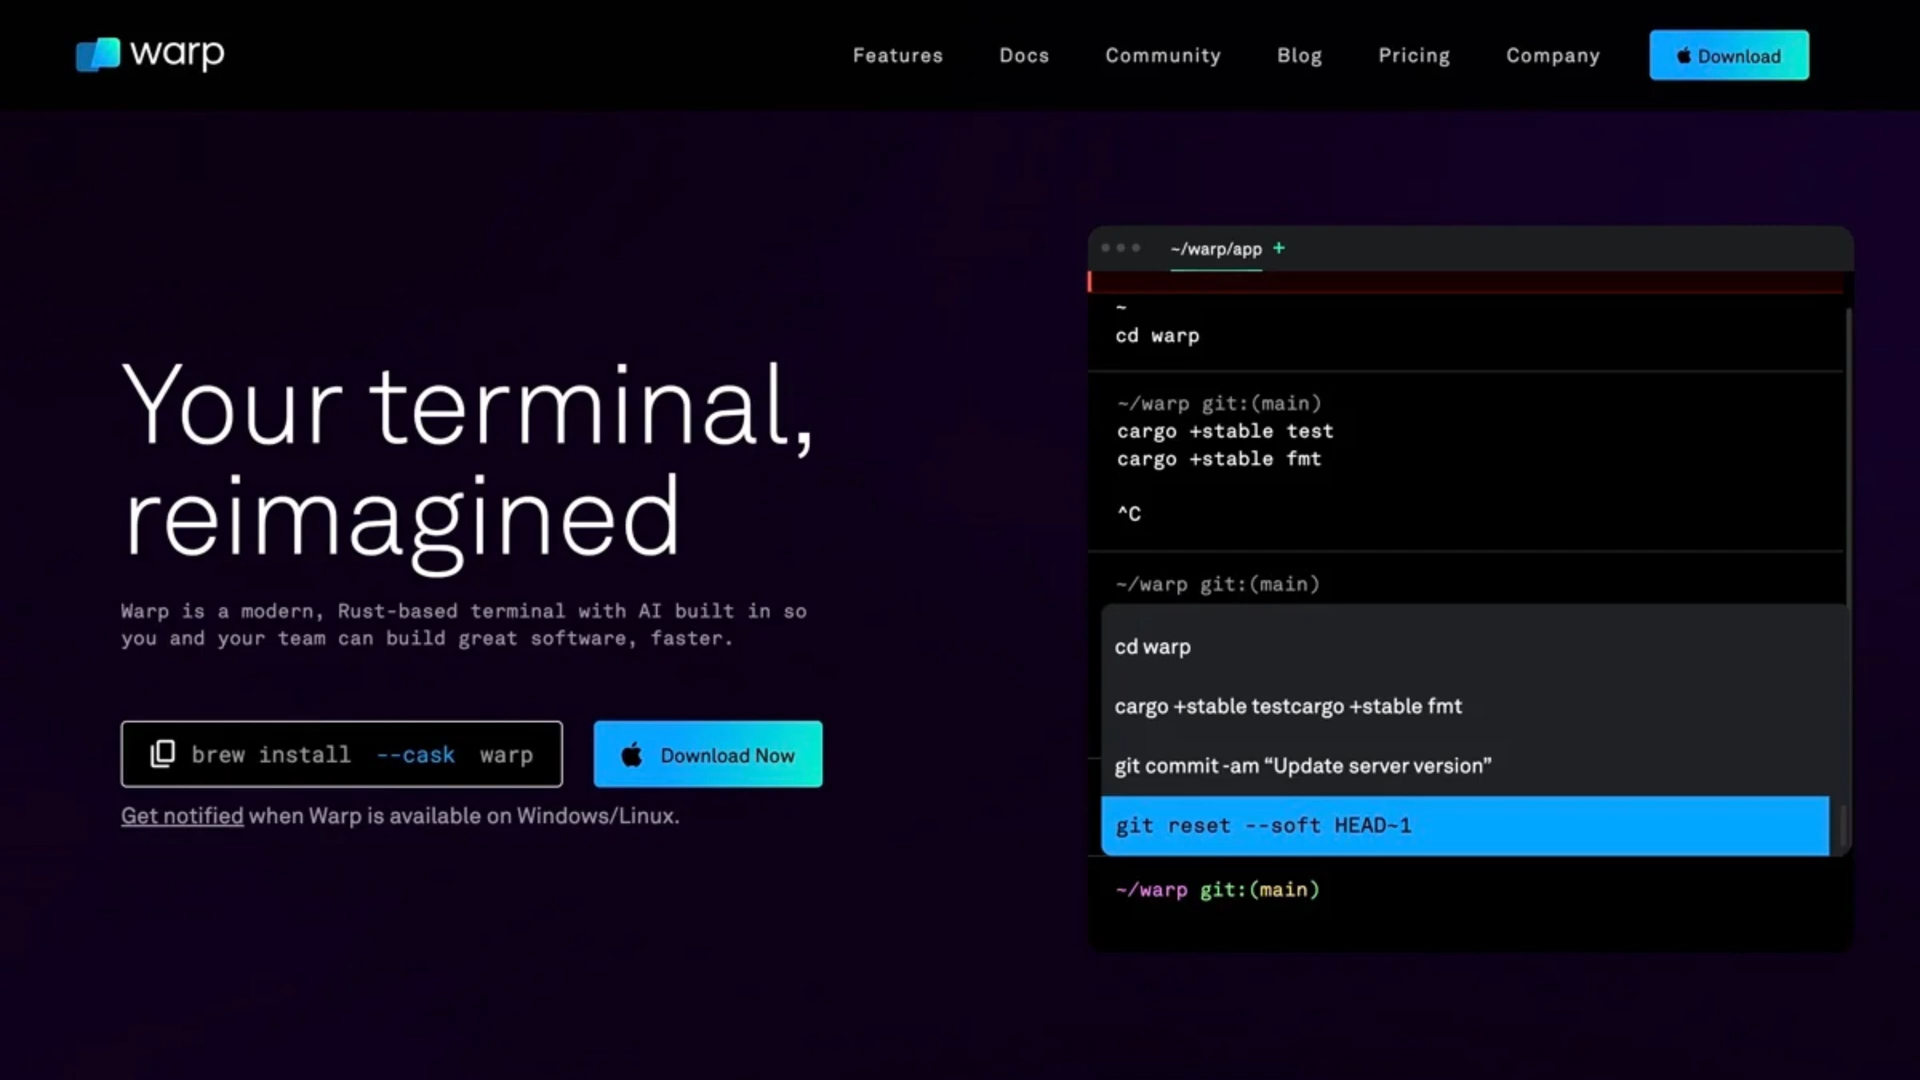 warp
Features Docs Community Blog Pricing Company Download
Your terminal,
reimagined
Warp is a modern, Rust-based terminal with AI built in so
you and your team can build great software, faster.
brew install --cask warp
Download Now
Get notified when Warp is available on Windows/Linux.
~/warp/app +
~
cd warp
~/warp git:(main)
cargo +stable test
cargo +stable fmt
^C
~/warp git:(main)
cd warp
cargo +stable testcargo +stable fmt
git commit -am “Update server version”
git reset --soft HEAD~1
~/warp git:(main)